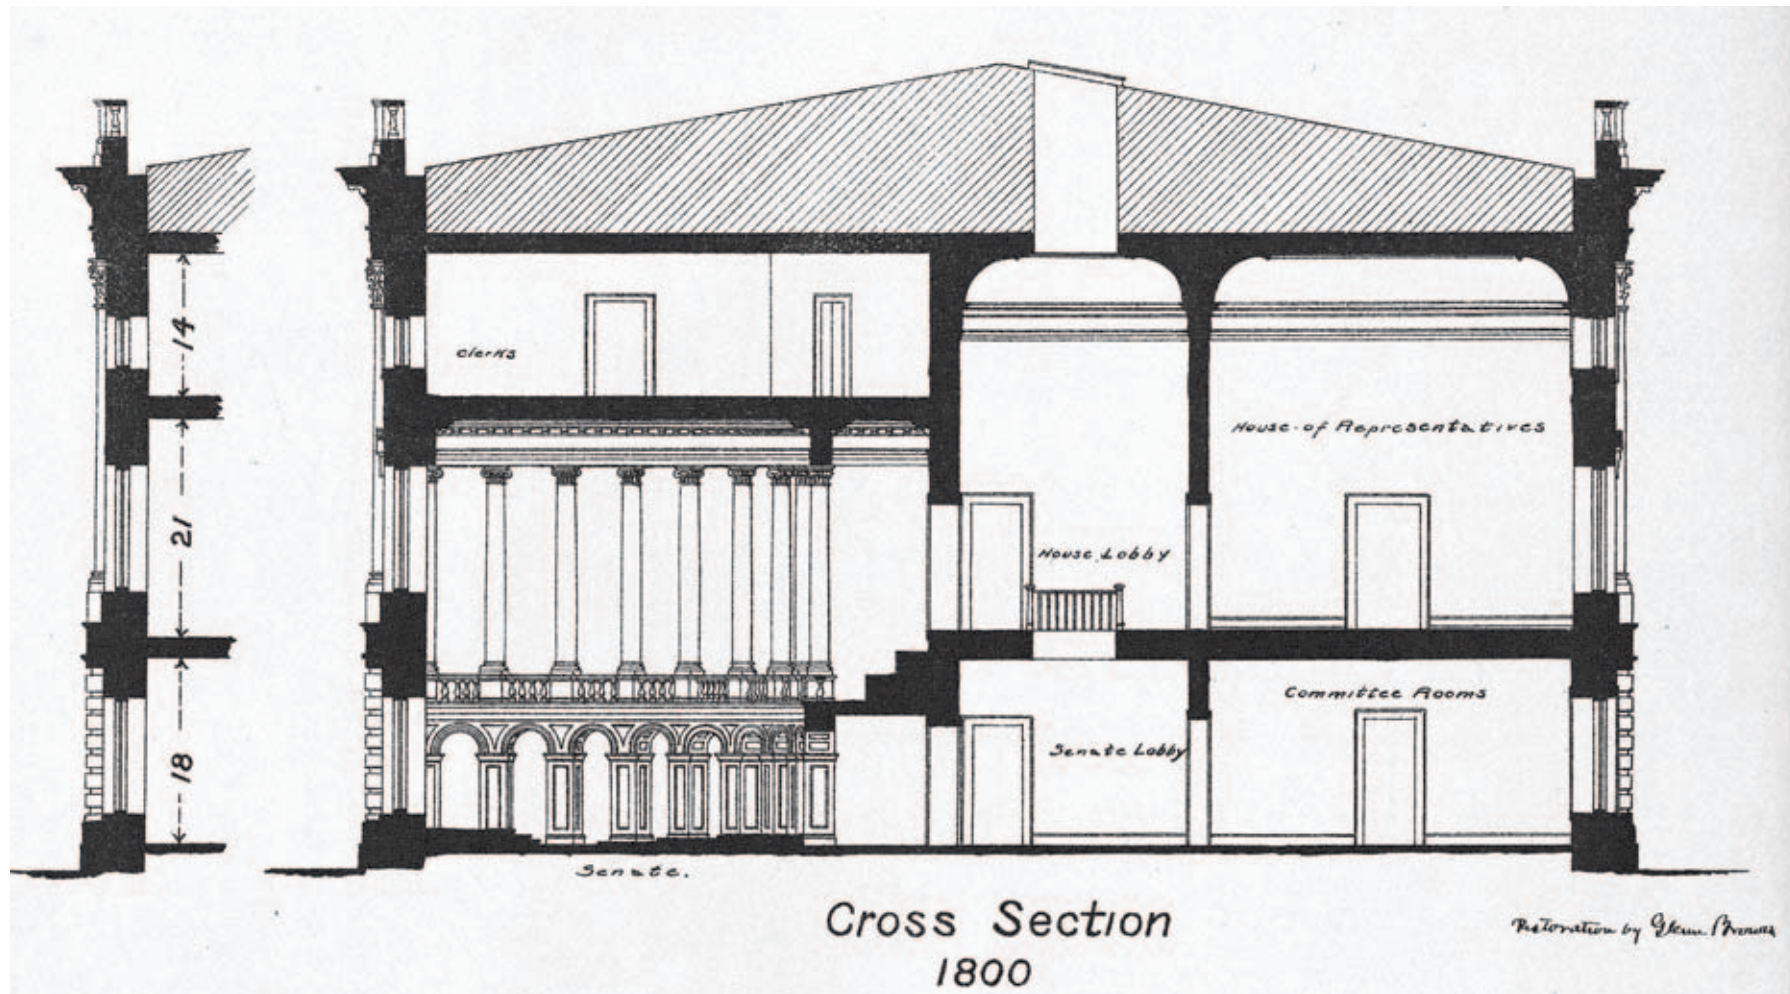 14
clerks
House of Representatives
21
House Lobby
Committee Rooms
Senate Lobby
18
Senate.
Cross Section
1800
Restoration by Glenn Brown